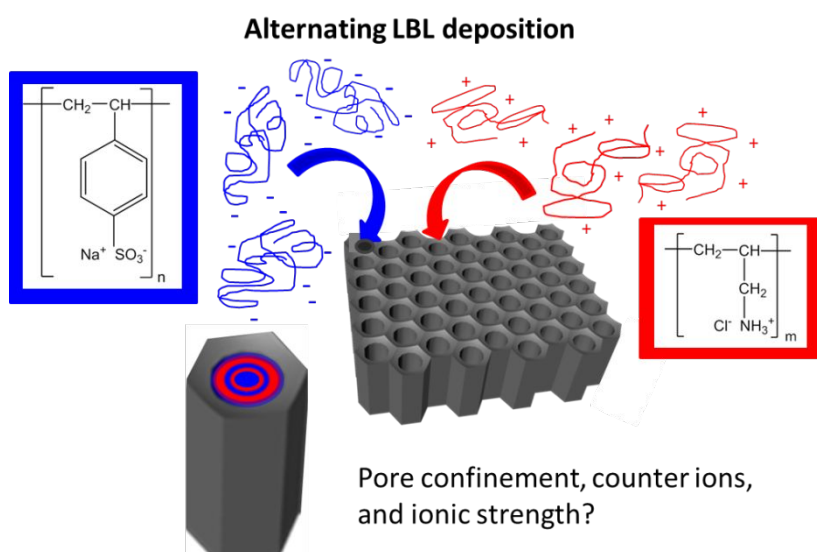 Alternating LBL deposition
CH₂ CH
Na⁺ SO₃⁻
n
CH₂ CH
CH₂
Cl⁻ NH₃⁺
m
Pore confinement, counter ions,
and ionic strength?